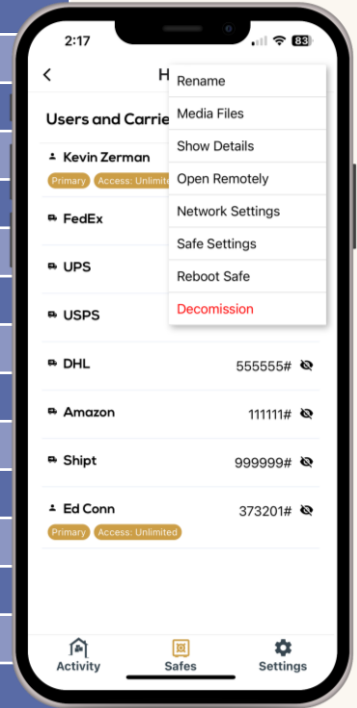 2:17
83
H
Rename
Media Files
Show Details
Open Remotely
Network Settings
Safe Settings
Reboot Safe
Decomission
Users and Carrie
Kevin Zerman
Primary Access: Unlimite
FedEx
UPS
USPS
DHL 555555#
Amazon 111111#
Shipt 999999#
Ed Conn 373201#
Primary Access: Unlimited
Activity Safes Settings